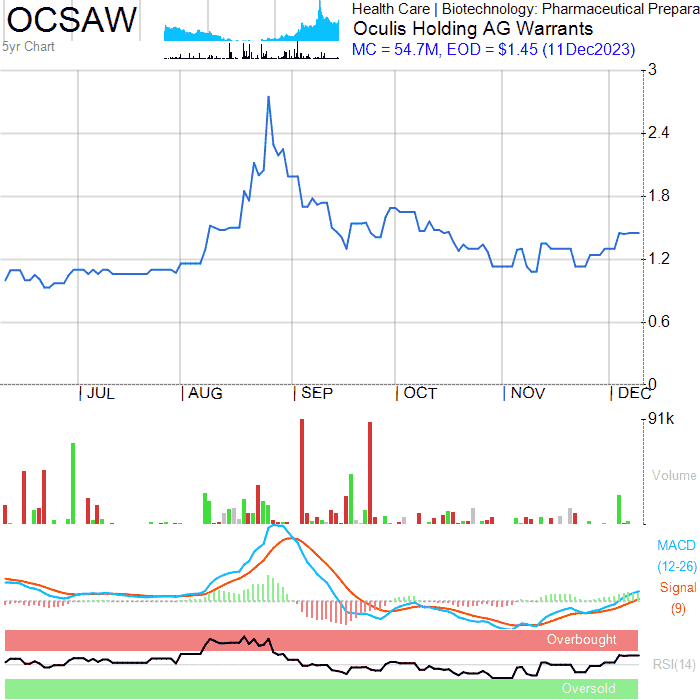 OCSAW
Health Care | Biotechnology: Pharmaceutical Prepara
Oculis Holding AG Warrants
5yr Chart
MC = 54.7M, EOD = $1.45 (11Dec2023)
3
2.4
1.8
1.2
0.6
0
| JUL
| AUG
| SEP
| OCT
| NOV
| DEC
91k
Volume
MACD
(12-26)
Signal
(9)
Overbought
RSI(14)
Oversold